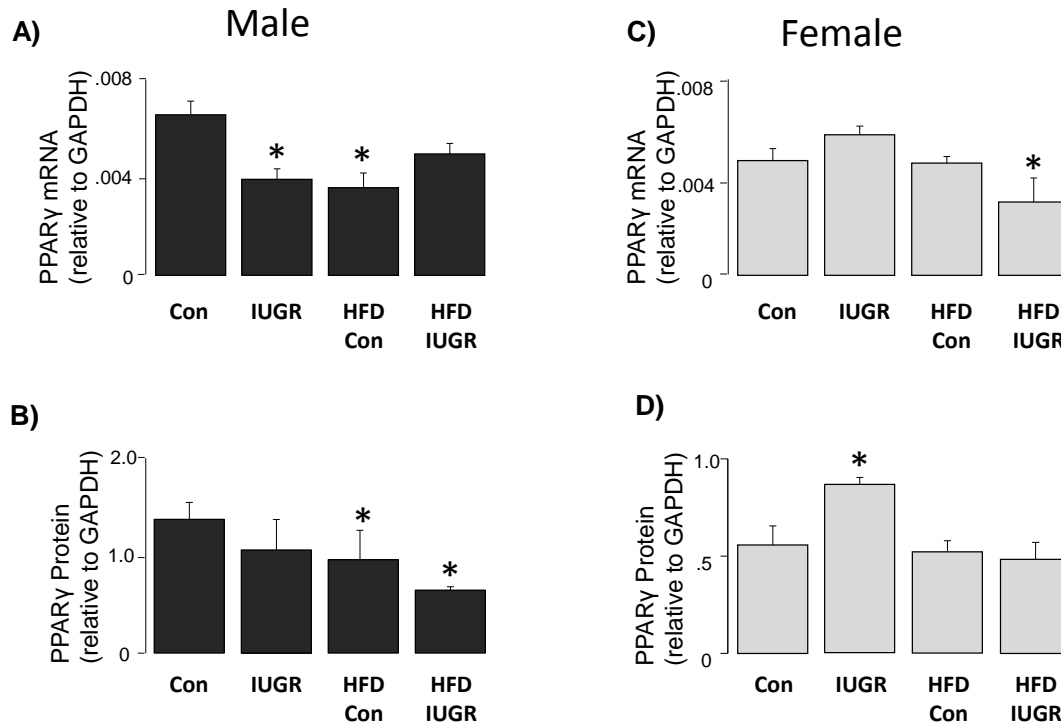 A)
Male
PPARγ mRNA
(relative to GAPDH)
.008
.004
0
*
*
Con
IUGR
HFD
Con
HFD
IUGR
C)
Female
PPARγ mRNA
(relative to GAPDH)
.008
.004
0
*
Con
IUGR
HFD
Con
HFD
IUGR
B)
PPARγ Protein
(relative to GAPDH)
2.0
1.0
0
*
*
Con
IUGR
HFD
Con
HFD
IUGR
D)
PPARγ Protein
(relative to GAPDH)
1.0
.5
0
*
Con
IUGR
HFD
Con
HFD
IUGR